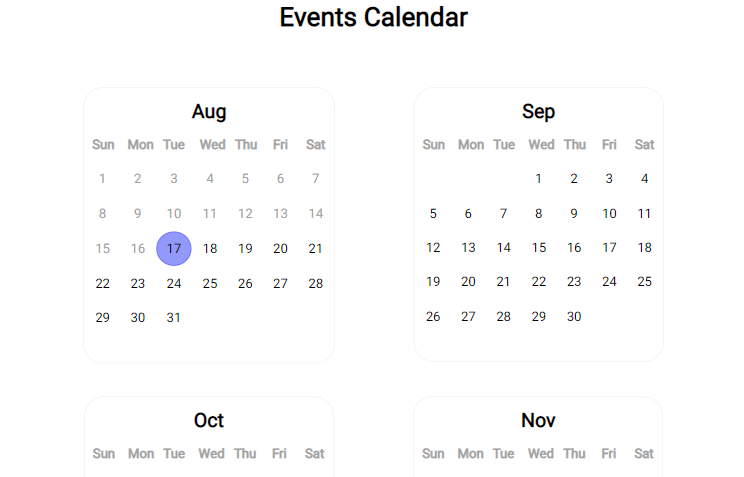 Events Calendar
Aug
Sun Mon Tue Wed Thu Fri Sat
1 2 3 4 5 6 7
8 9 10 11 12 13 14
15 16 17 18 19 20 21
22 23 24 25 26 27 28
29 30 31
Sep
Sun Mon Tue Wed Thu Fri Sat
1 2 3 4
5 6 7 8 9 10 11
12 13 14 15 16 17 18
19 20 21 22 23 24 25
26 27 28 29 30
Oct
Sun Mon Tue Wed Thu Fri Sat
Nov
Sun Mon Tue Wed Thu Fri Sat